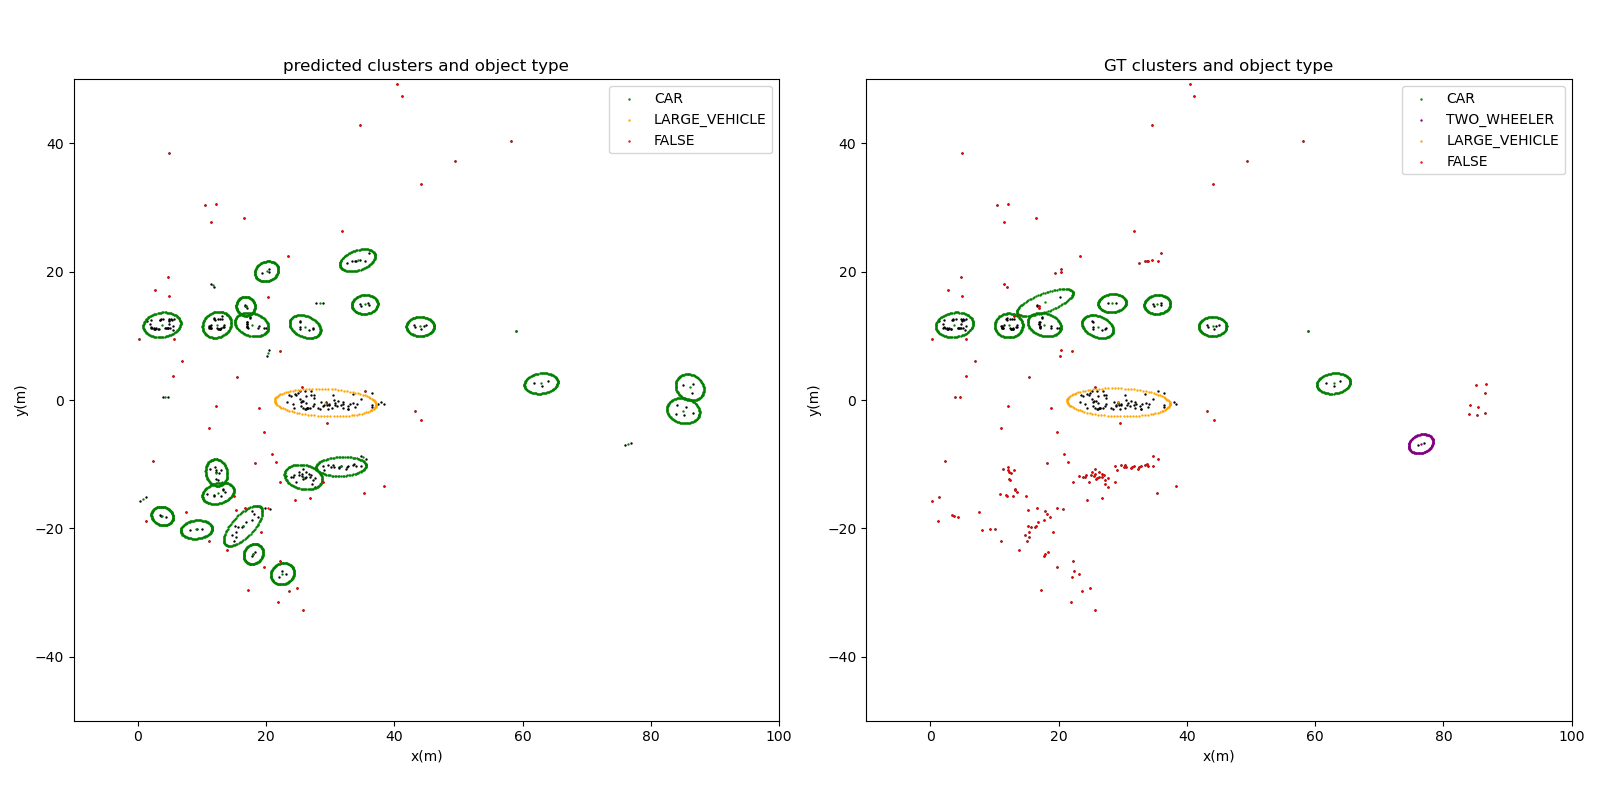 predicted clusters and object type
CAR
LARGE_VEHICLE
FALSE
40
20
0
−20
−40
y(m)
0
20
40
60
80
100
x(m)
GT clusters and object type
CAR
TWO_WHEELER
LARGE_VEHICLE
FALSE
40
20
0
−20
−40
y(m)
0
20
40
60
80
100
x(m)